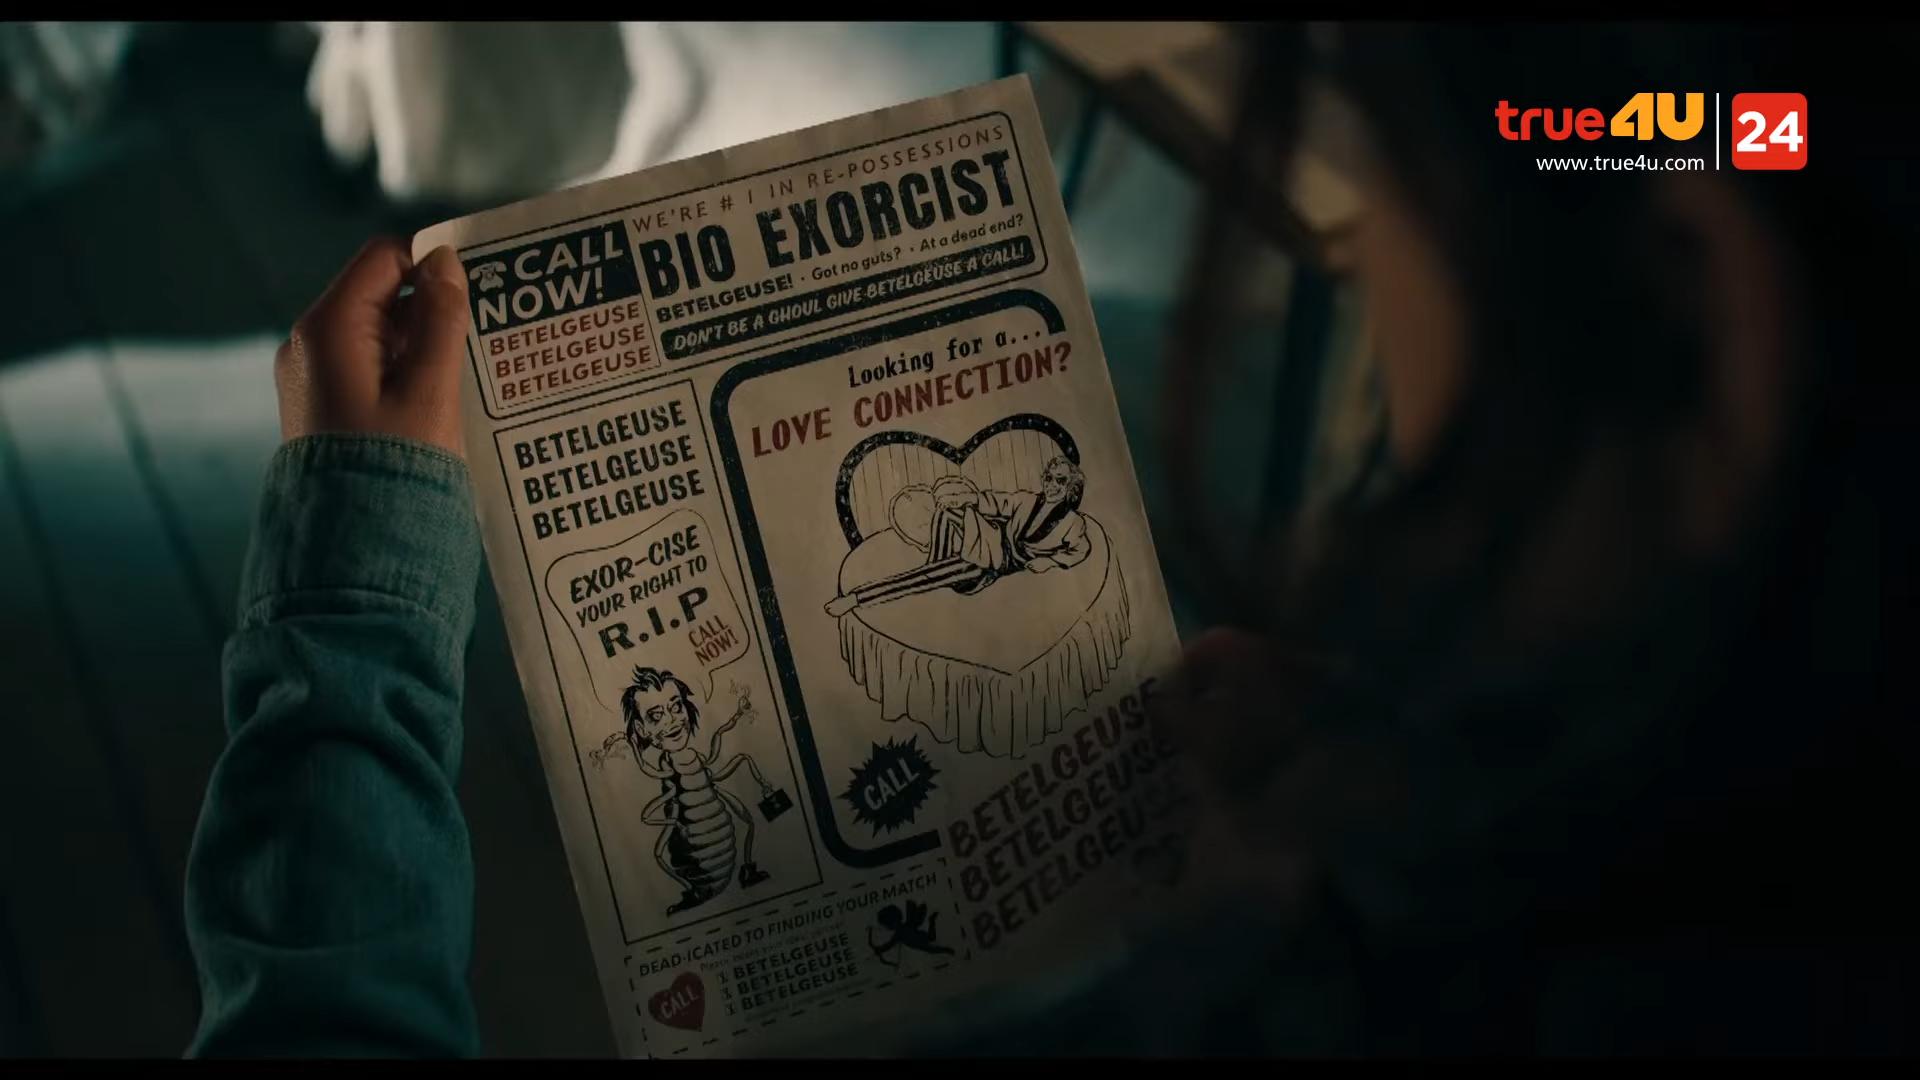 true4U 24
www.true4u.com
WE'RE # 1 IN RE-POSSESSIONS
CALL
NOW!
BETELGEUSE
BETELGEUSE
BETELGEUSE
BIO EXORCIST
BETELGEUSE! · Got no guts? · At a dead end?
DON'T BE A GHOUL GIVE BETELGEUSE A CALL!
BETELGEUSE
BETELGEUSE
BETELGEUSE
EXOR-CISE
YOUR RIGHT TO
R.I.P
CALL
NOW!
Looking for a...
LOVE CONNECTION?
CALL
BETELGEUSE
BETELGEUSE
BETELGEUSE
DEAD-ICATED TO FINDING YOUR MATCH
CALL
BETELGEUSE
BETELGEUSE
BETELGEUSE